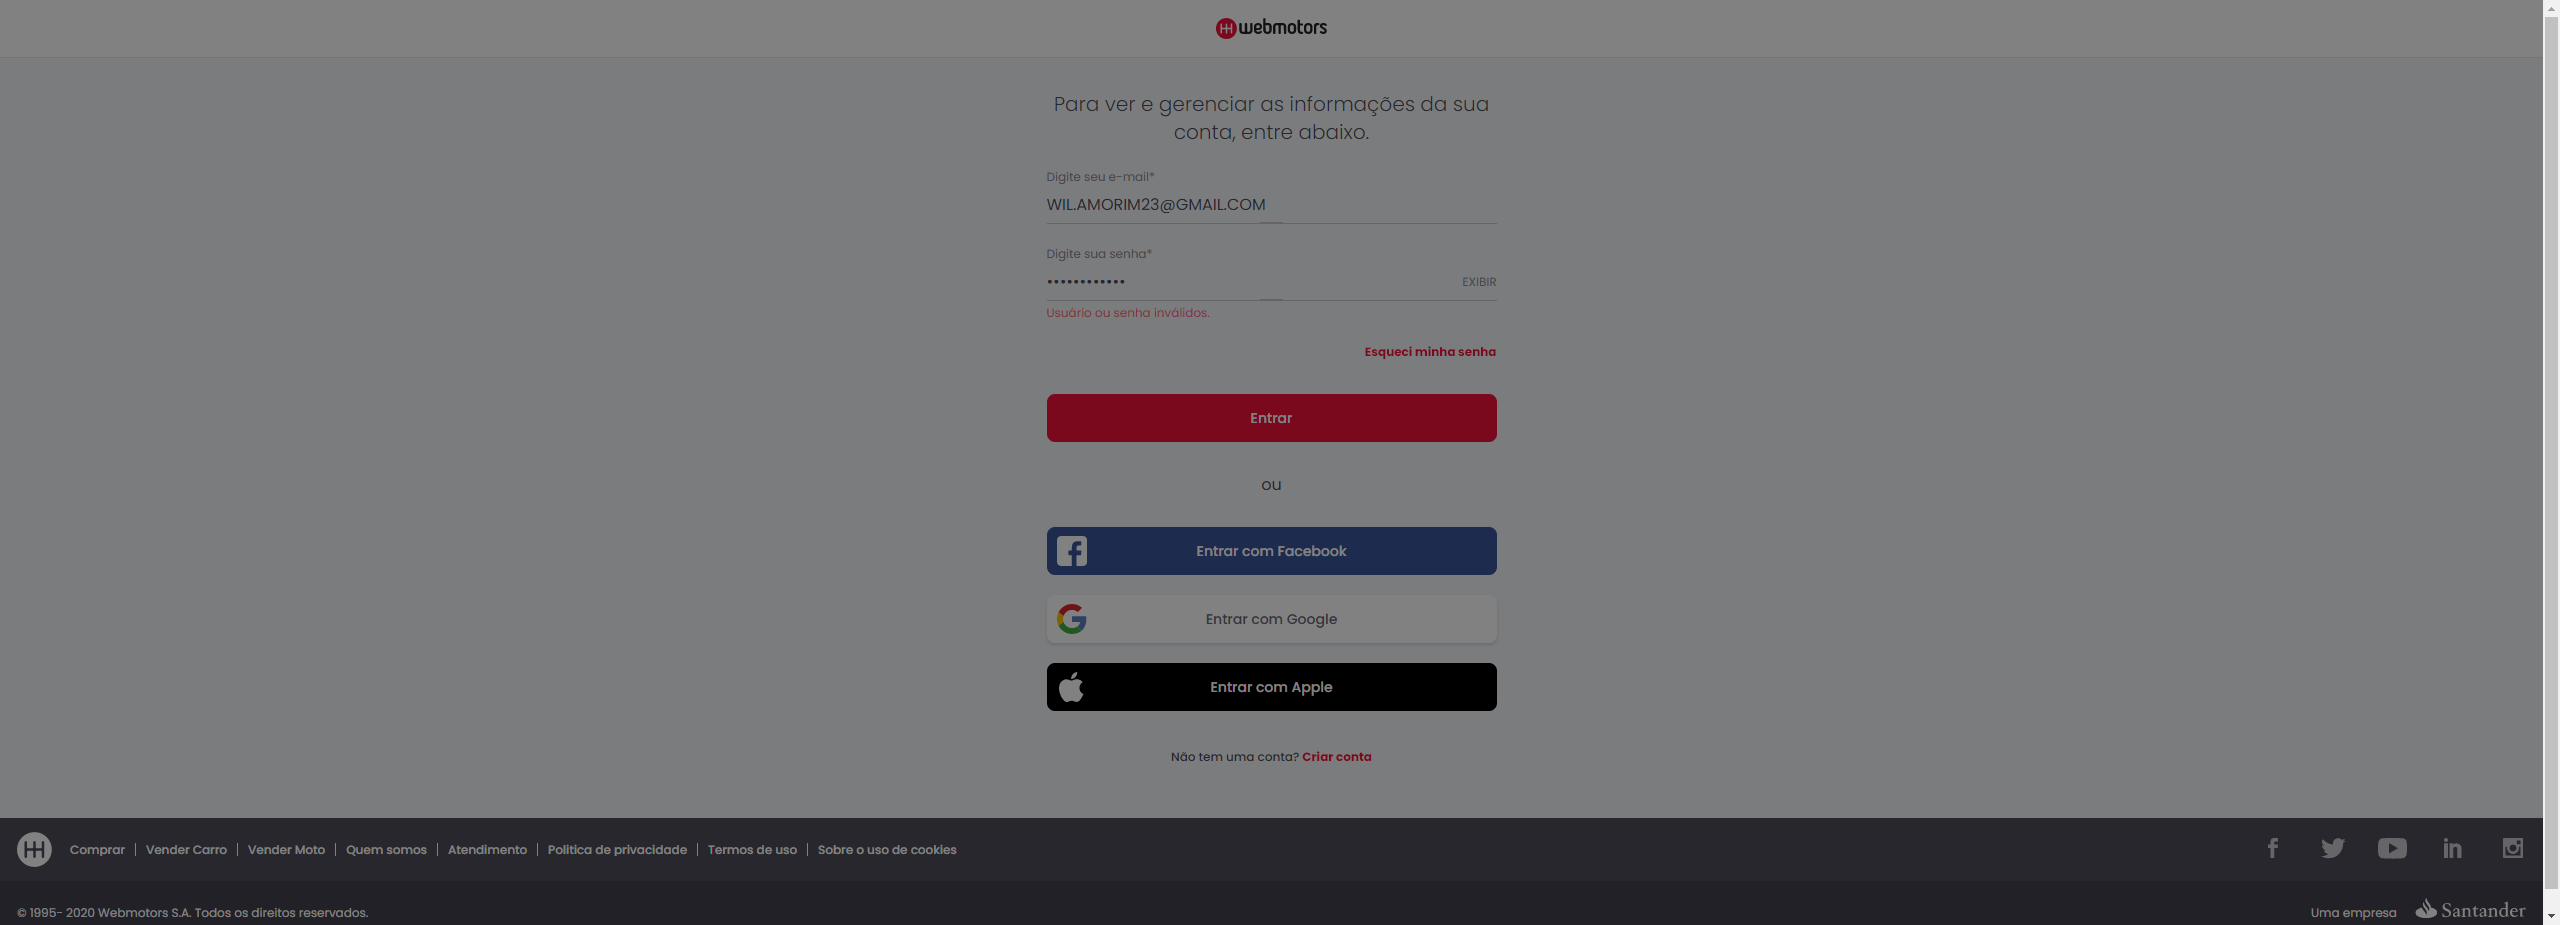 webmotors
Para ver e gerenciar as informações da sua
conta, entre abaixo.
Digite seu e-mail*
WIL.AMORIM23@GMAIL.COM
Digite sua senha*
••••••••••••
EXIBIR
Usuário ou senha inválidos.
Esqueci minha senha
Entrar
ou
Entrar com Facebook
Entrar com Google
Entrar com Apple
Não tem uma conta? Criar conta
Comprar | Vender Carro | Vender Moto | Quem somos | Atendimento | Politica de privacidade | Termos de uso | Sobre o uso de cookies
© 1995- 2020 Webmotors S.A. Todos os direitos reservados.
Uma empresa Santander